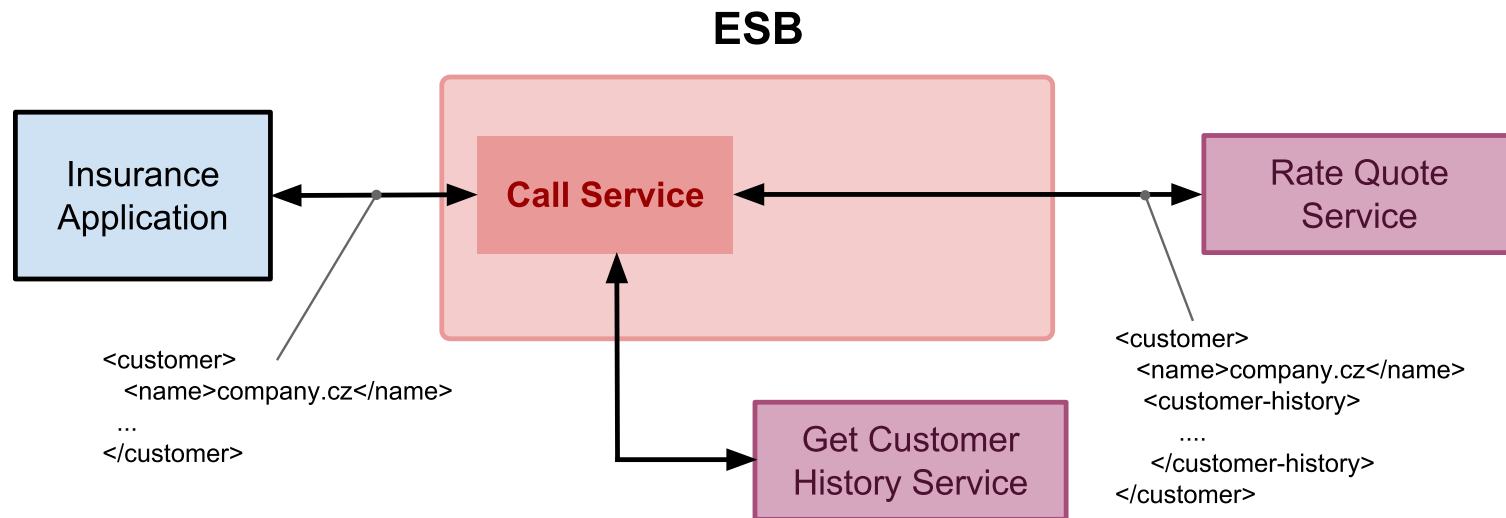 ESB
Insurance
Application
Call Service
Rate Quote
Service
<customer>
<name>company.cz</name>
...
</customer>
Get Customer
History Service
<customer>
<name>company.cz</name>
<customer-history>
....
</customer-history>
</customer>